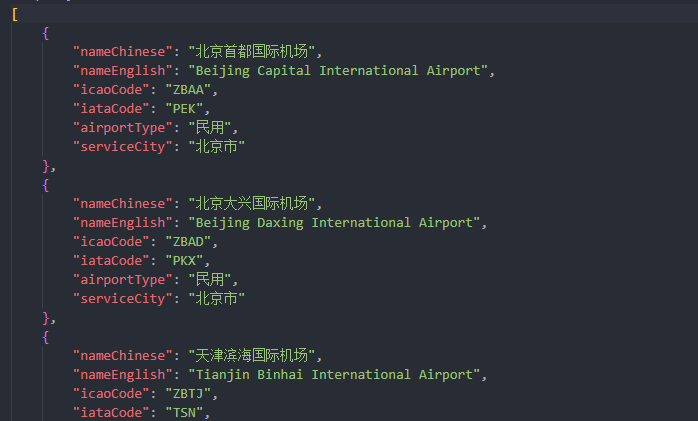 [
{
"nameChinese": "北京首都国际机场",
"nameEnglish": "Beijing Capital International Airport",
"icaoCode": "ZBAA",
"iataCode": "PEK",
"airportType": "民用",
"serviceCity": "北京市"
},
{
"nameChinese": "北京大兴国际机场",
"nameEnglish": "Beijing Daxing International Airport",
"icaoCode": "ZBAD",
"iataCode": "PKX",
"airportType": "民用",
"serviceCity": "北京市"
},
{
"nameChinese": "天津滨海国际机场",
"nameEnglish": "Tianjin Binhai International Airport",
"icaoCode": "ZBTJ",
"iataCode": "TSN",